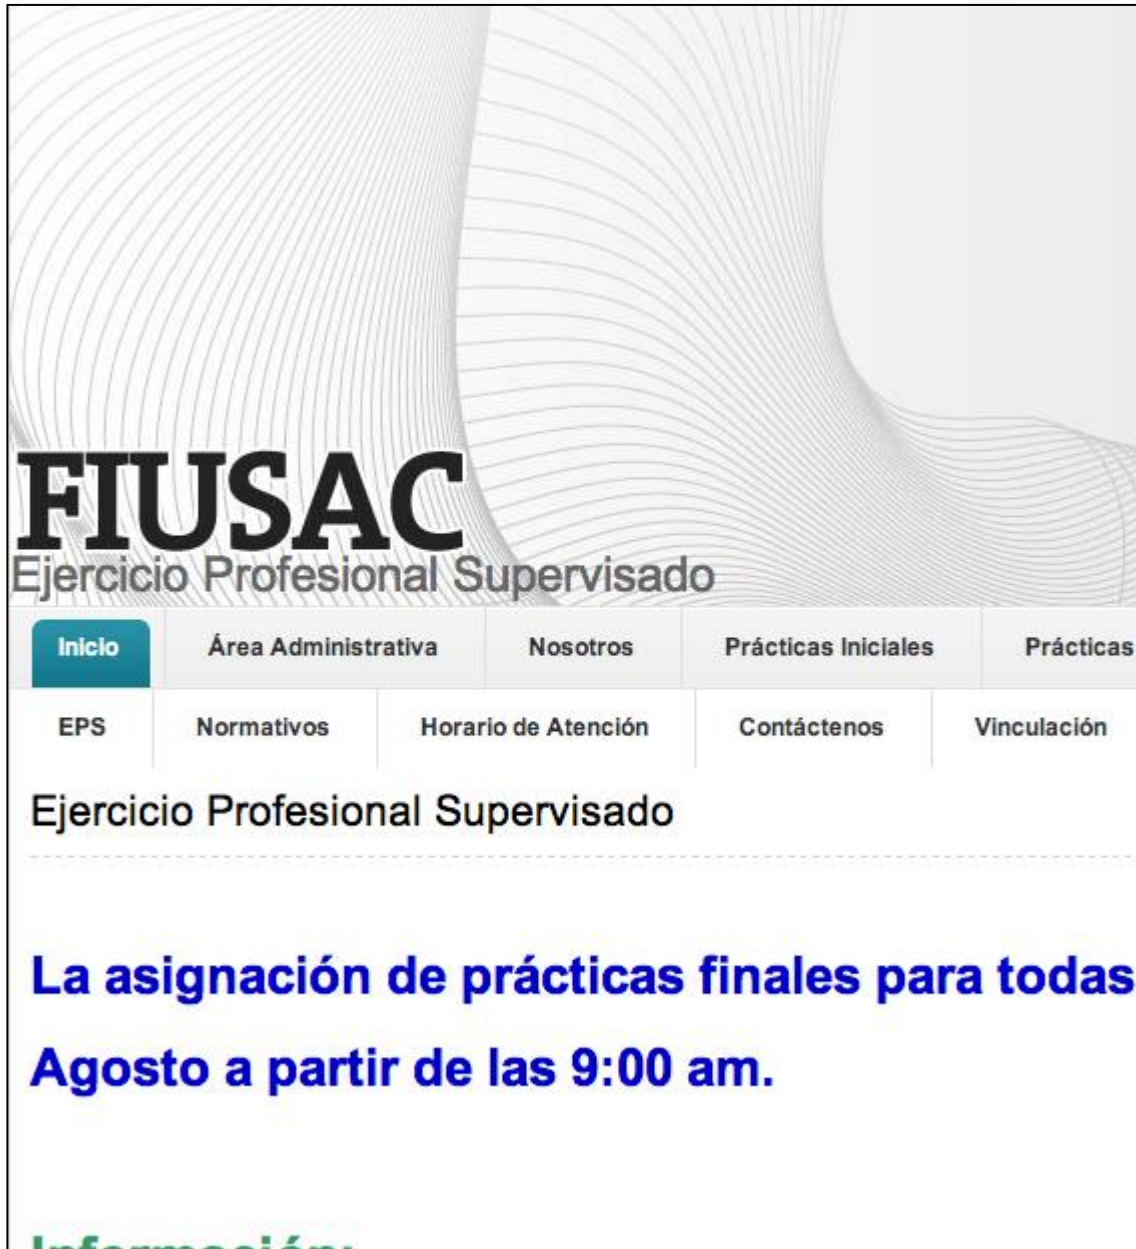 FIUSAC
Ejercicio Profesional Supervisado
Inicio Área Administrativa Nosotros Prácticas Iniciales Prácticas
EPS Normativos Horario de Atención Contáctenos Vinculación
Ejercicio Profesional Supervisado
La asignación de prácticas finales para todas
Agosto a partir de las 9:00 am.
Información: